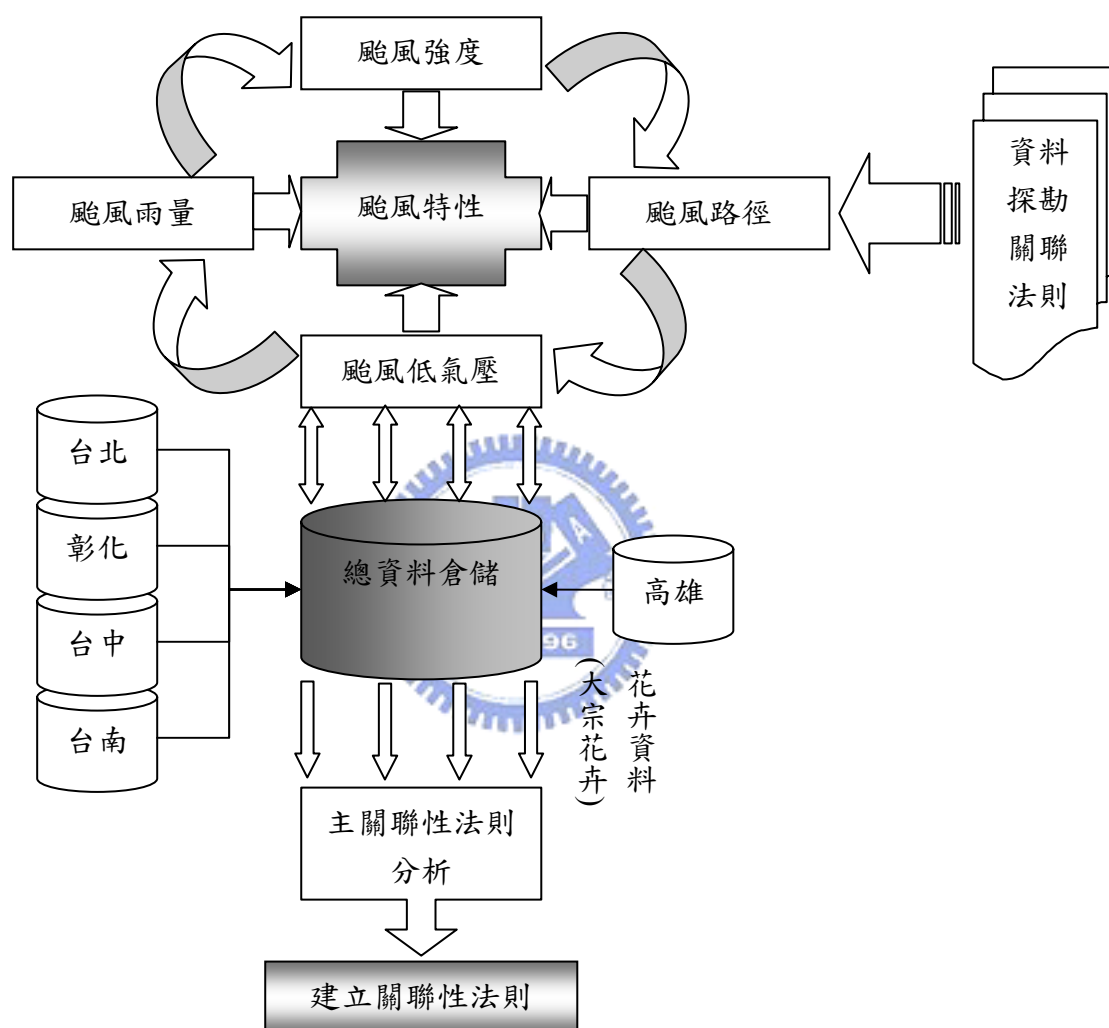 颱風強度
颱風雨量
颱風特性
颱風路徑
資料
探勘
關聯
法則
颱風低氣壓
台北
彰化
台中
台南
總資料倉儲
高雄
花卉資料
(大宗花卉)
主關聯性法則
分析
建立關聯性法則
A
96